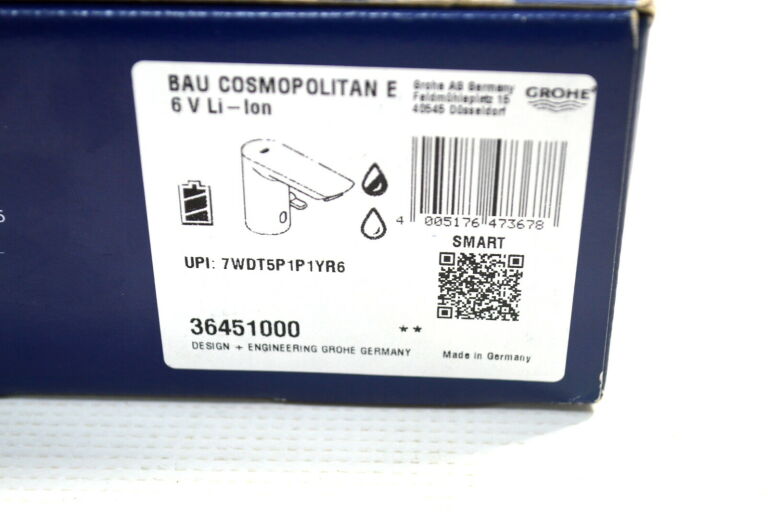 BAU COSMOPOLITAN E
6 V Li-Ion
Grohe AG Germany
Feldmühleplatz 15
40545 Düsseldorf
GROHE
4 005176 473678
SMART
UPI: 7WDT5P1P1YR6
36451000
**
DESIGN + ENGINEERING GROHE GERMANY
Made in Germany